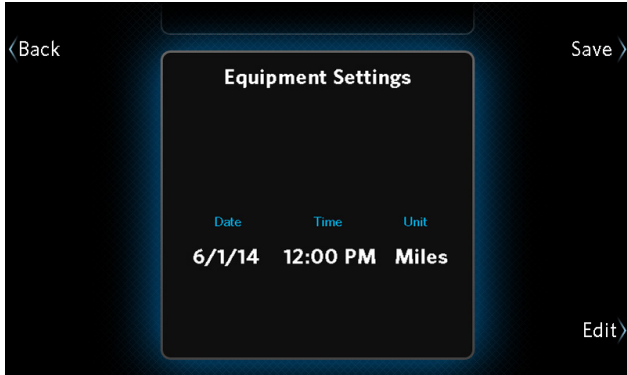 Back
Save
Equipment Settings
Date Time Unit
6/1/14 12:00 PM Miles
Edit